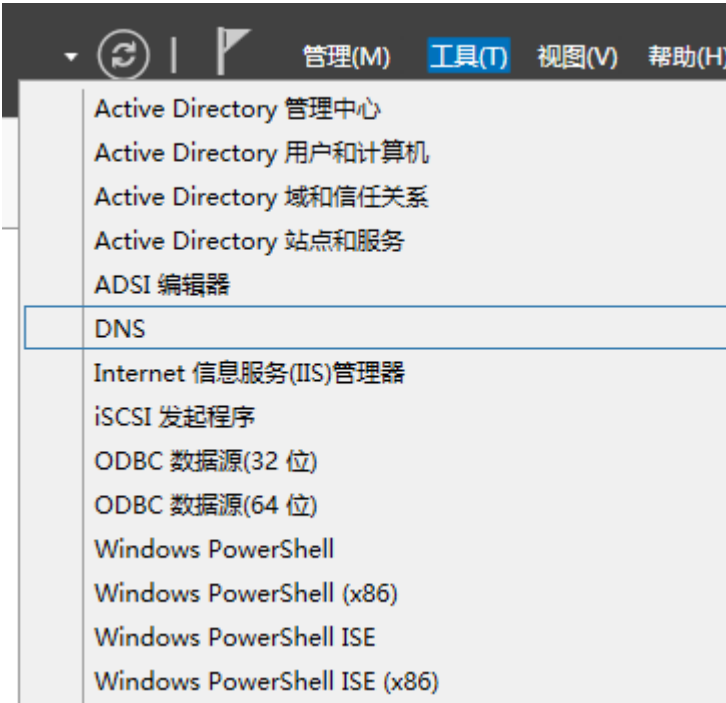 管理(M) 工具(T) 视图(V) 帮助(H)
Active Directory 管理中心
Active Directory 用户和计算机
Active Directory 域和信任关系
Active Directory 站点和服务
ADSI 编辑器
DNS
Internet 信息服务(IIS)管理器
iSCSI 发起程序
ODBC 数据源(32 位)
ODBC 数据源(64 位)
Windows PowerShell
Windows PowerShell (x86)
Windows PowerShell ISE
Windows PowerShell ISE (x86)